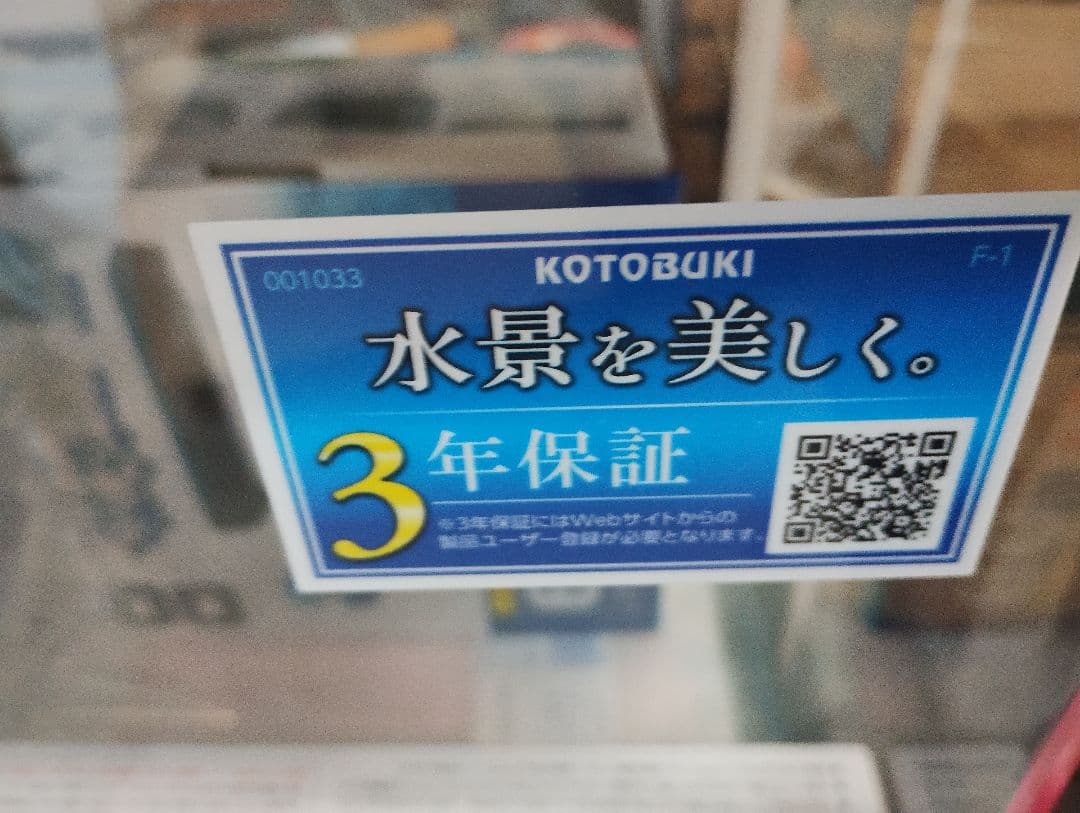 001033
KOTOBUKI
F-1
水景を美しく。
3年保証
※3年保証にはWebサイトからの
製品ユーザー登録が必要となります。